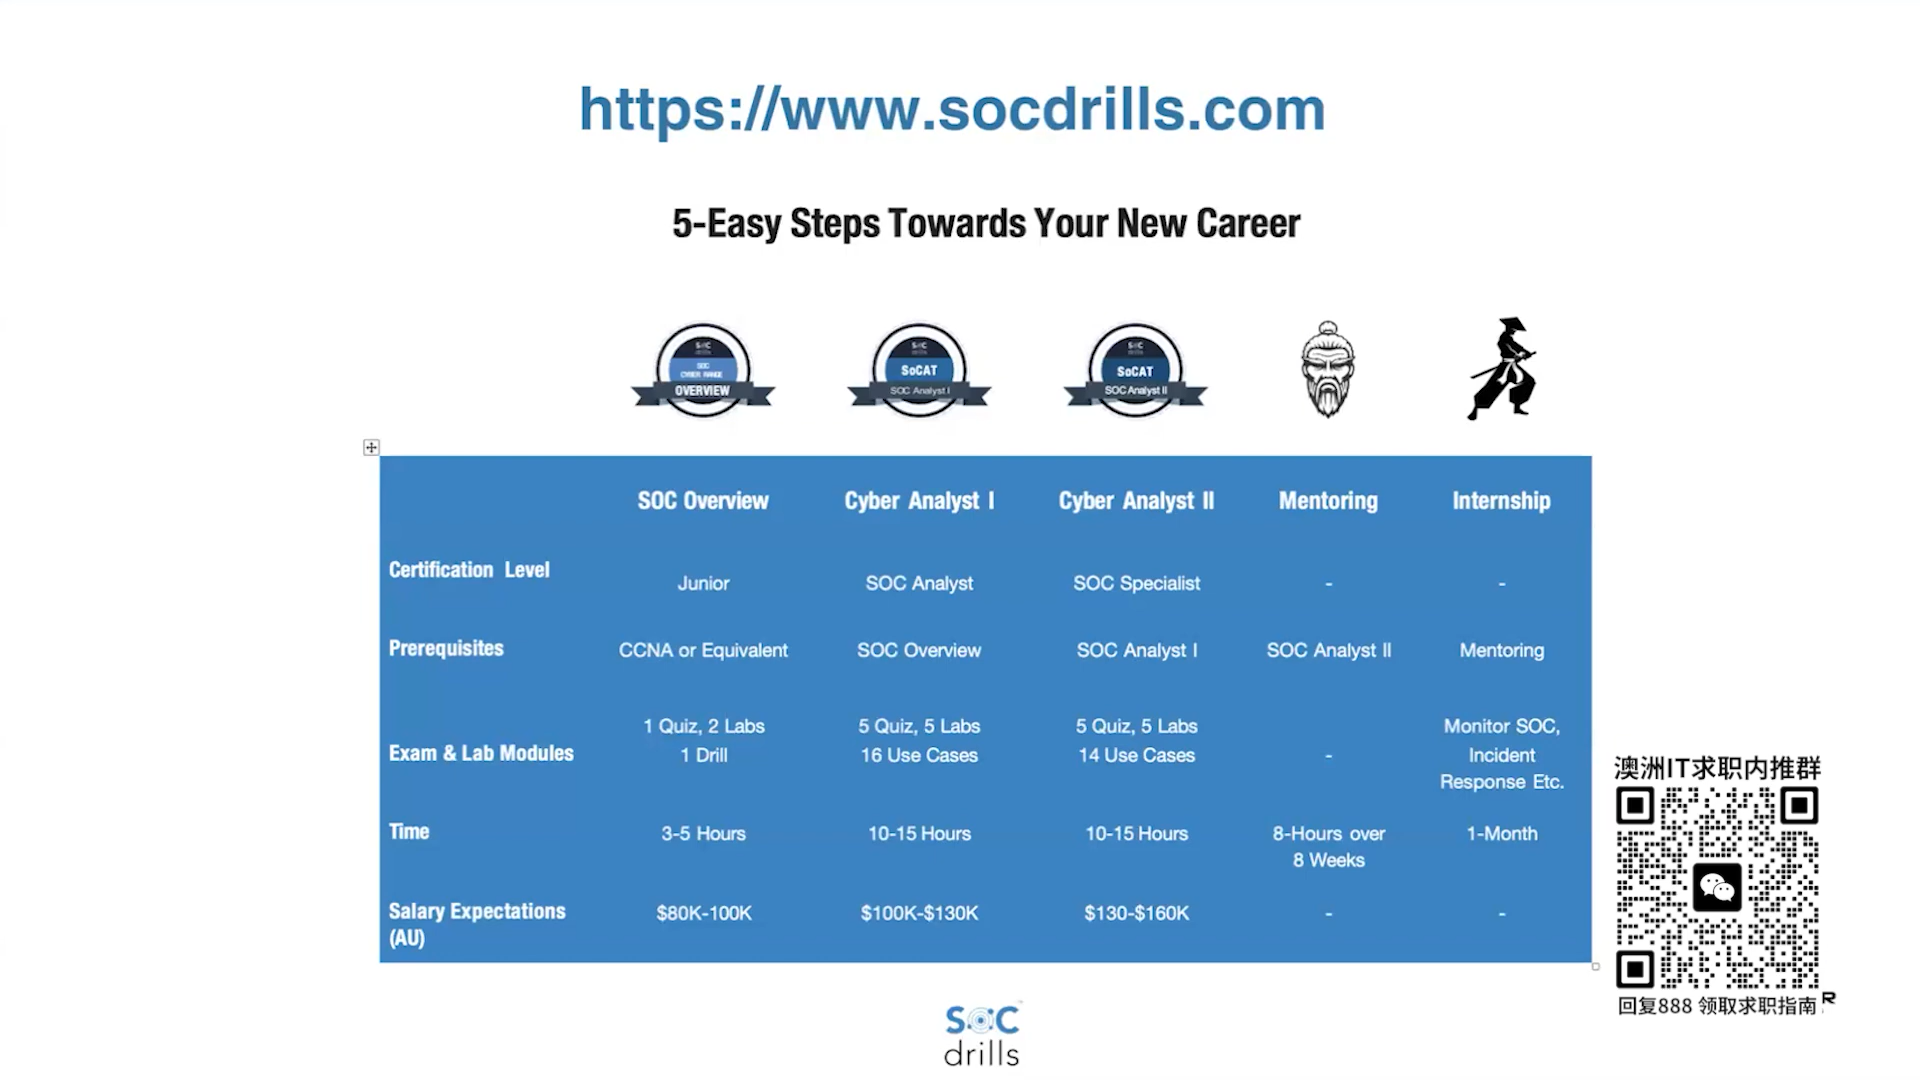 https://www.socdrills.com
5-Easy Steps Towards Your New Career
SOC
CYBER RANGE
OVERVIEW
SoCAT
SOC Analyst I
SoCAT
SOC Analyst II
SOC Overview Cyber Analyst I Cyber Analyst II Mentoring Internship
Certification Level Junior SOC Analyst SOC Specialist - -
Prerequisites CCNA or Equivalent SOC Overview SOC Analyst I SOC Analyst II Mentoring
1 Quiz, 2 Labs 5 Quiz, 5 Labs 5 Quiz, 5 Labs Monitor SOC,
Exam & Lab Modules 1 Drill 16 Use Cases 14 Use Cases - Incident
Response Etc.
Time 3-5 Hours 10-15 Hours 10-15 Hours 8-Hours over 1-Month
8 Weeks
Salary Expectations $80K-100K $100K-$130K $130-$160K - -
(AU)
澳洲IT求职内推群
回复888 领取求职指南
SOC
drills